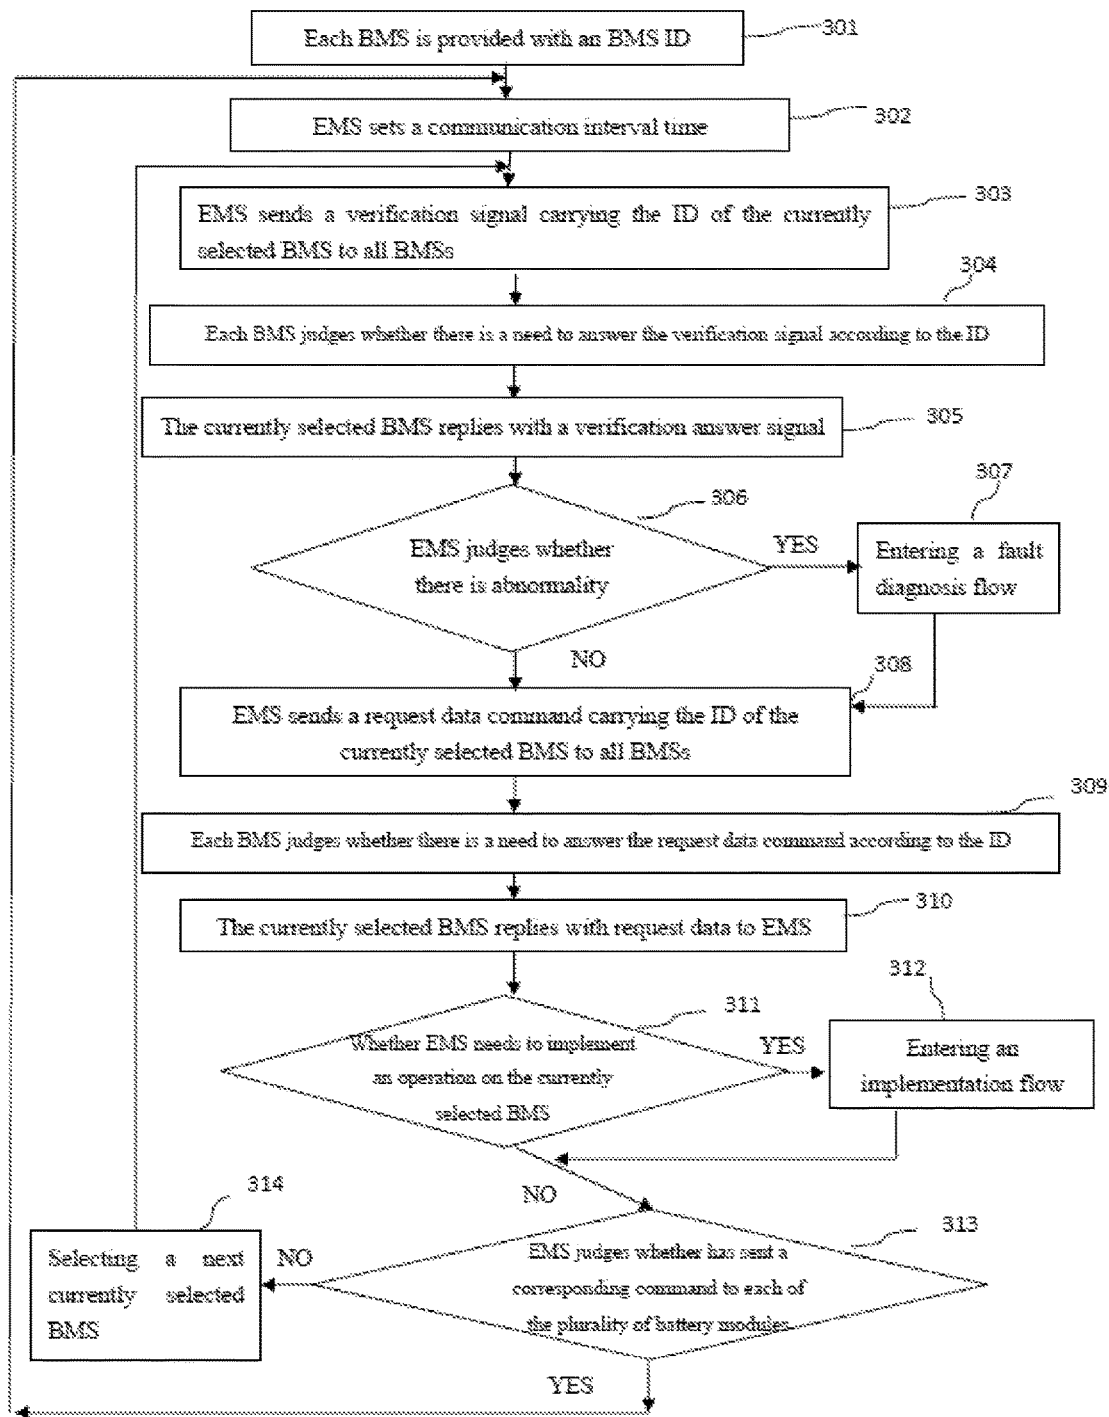 Each BMS is provided with an BMS ID
301
EMS sets a communication interval time
302
EMS sends a verification signal carrying the ID of the currently
selected BMS to all BMSs
303
304
Each BMS judges whether there is a need to answer the verification signal according to the ID
The currently selected BMS replies with a verification answer signal
305
306
307
EMS judges whether
there is abnormality
YES
Entering a fault
diagnosis flow
NO
308
EMS sends a request data command carrying the ID of the
currently selected BMS to all BMSs
309
Each BMS judges whether there is a need to answer the request data command according to the ID
The currently selected BMS replies with request data to EMS
310
311
312
Whether EMS needs to implement
an operation on the currently
selected BMS
YES
Entering an
implementation flow
NO
314
313
Selecting a next
currently selected
BMS
NO
EMS judges whether has sent a
corresponding command to each of
the plurality of battery modules
YES